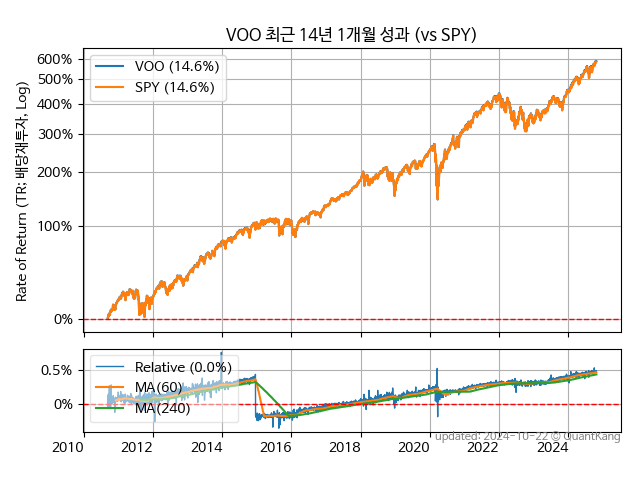 VOO 최근 14년 1개월 성과 (vs SPY)
VOO (14.6%)
SPY (14.6%)
Rate of Return (TR; 배당재투자, Log)
600%
500%
400%
300%
200%
100%
0%
Relative (0.0%)
MA(60)
MA(240)
0.5%
0%
2010 2012 2014 2016 2018 2020 2022 2024
updated: 2024-10-22 © QuantKang